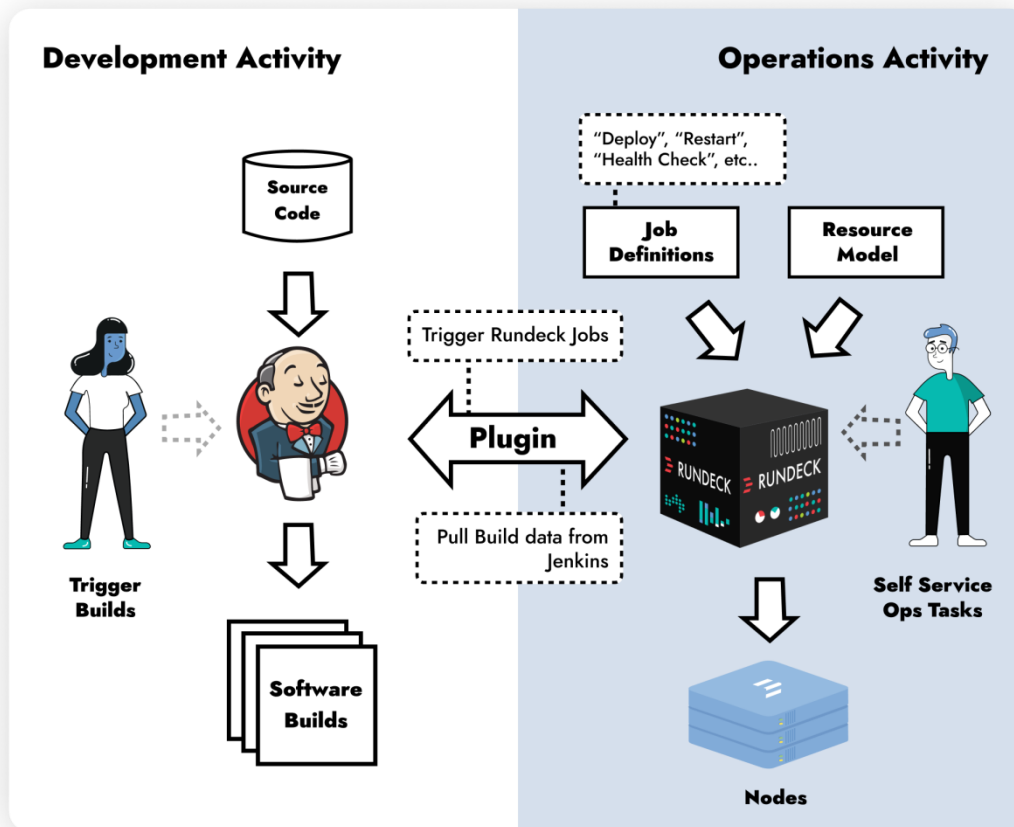 Development Activity
Operations Activity
“Deploy”, “Restart”,
“Health Check”, etc..
Source
Code
Job
Definitions
Resource
Model
Trigger Rundeck Jobs
Plugin
RUNDECK
RUNDECK
Pull Build data from
Jenkins
Trigger
Builds
Self Service
Ops Tasks
Software
Builds
Nodes